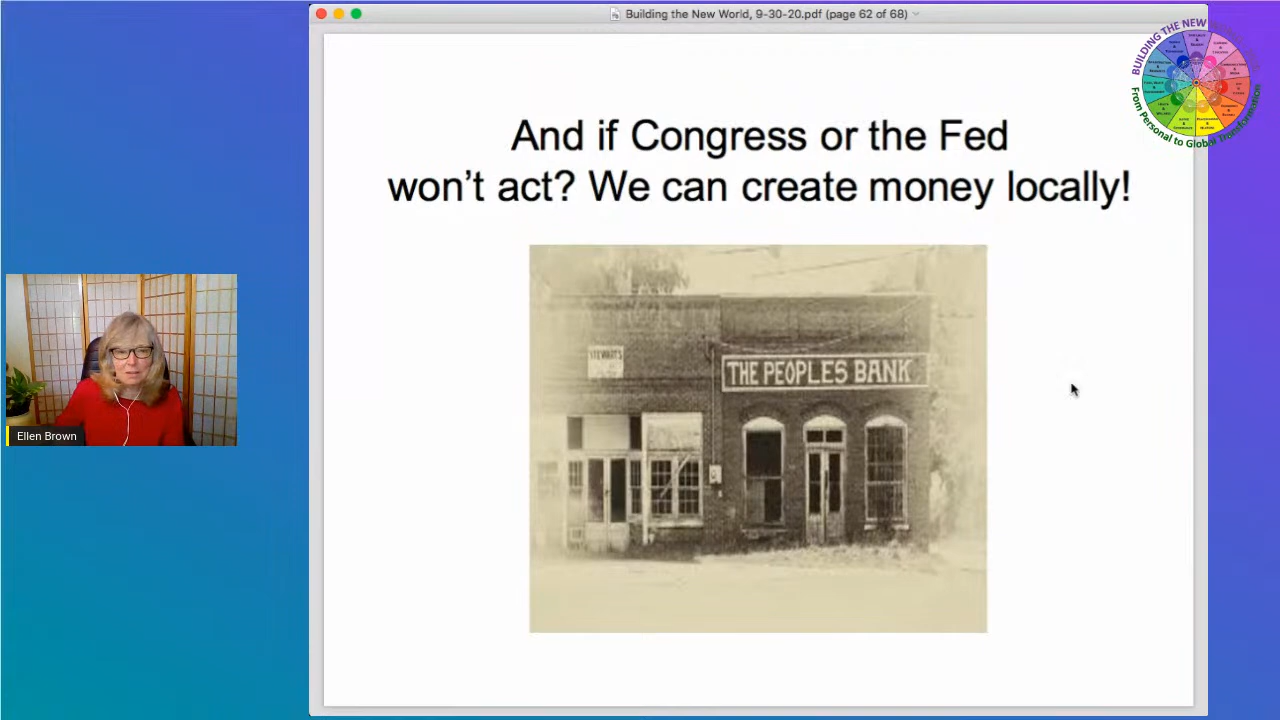 Building the New World, 9-30-20.pdf (page 62 of 68)
BUILDING THE NEW
From Personal to Global Transformation
And if Congress or the Fed
won’t act? We can create money locally!
STEWART'S
THE PEOPLES BANK
Ellen Brown